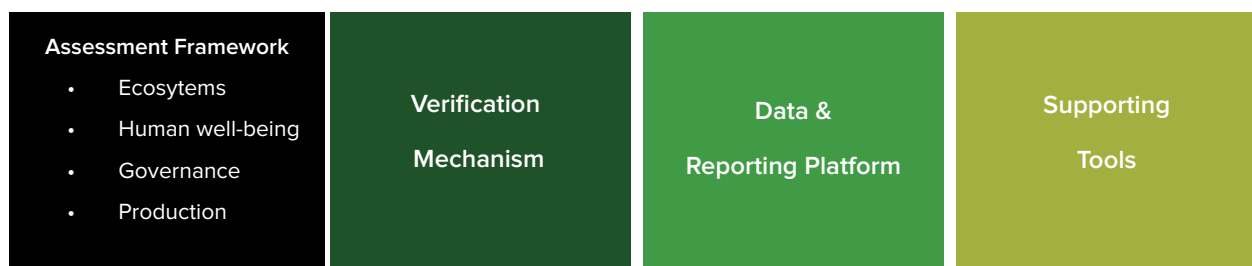 Assessment Framework
• Ecosytems
• Human well-being
• Governance
• Production
Verification
Mechanism
Data &
Reporting Platform
Supporting
Tools